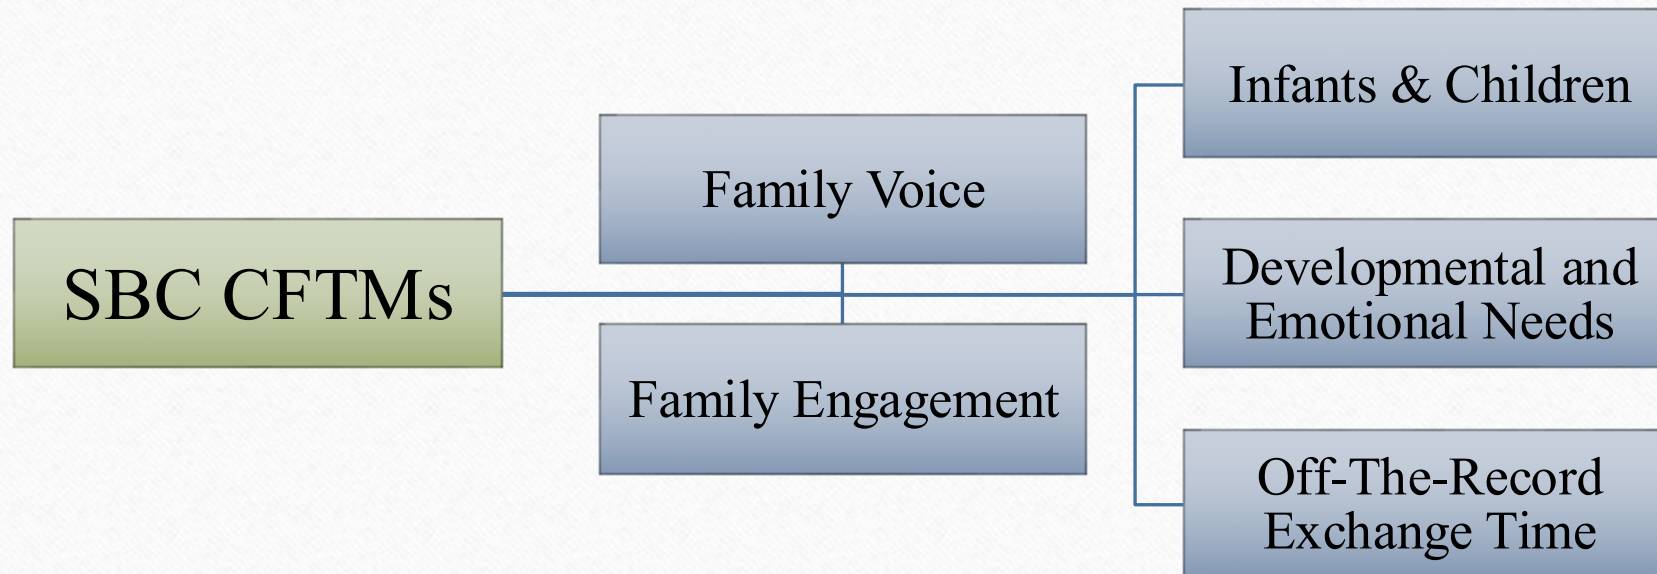 SBC CFTMs
Family Voice
Family Engagement
Infants & Children
Developmental and
Emotional Needs
Off-The-Record
Exchange Time